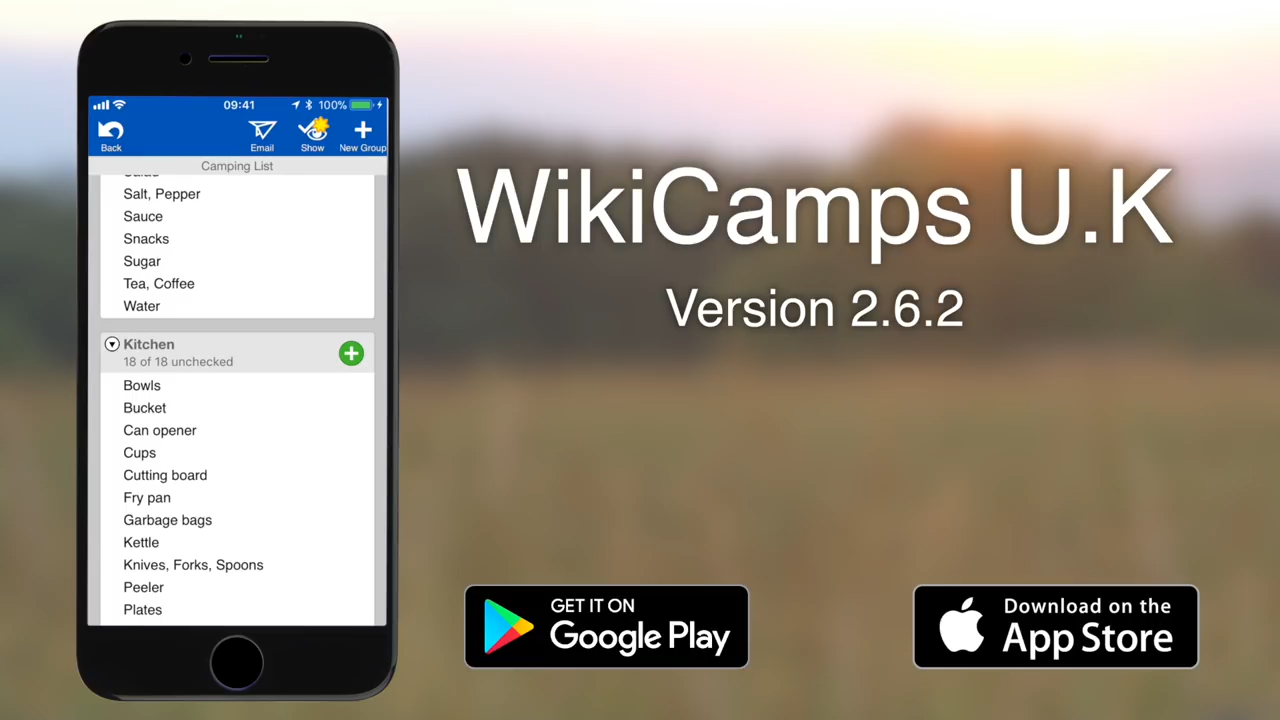 09:41
100%
Back
Email
Show
New Group
Camping List
Salad
Salt, Pepper
Sauce
Snacks
Sugar
Tea, Coffee
Water
Kitchen
18 of 18 unchecked
Bowls
Bucket
Can opener
Cups
Cutting board
Fry pan
Garbage bags
Kettle
Knives, Forks, Spoons
Peeler
Plates
WikiCamps U.K
Version 2.6.2
GET IT ON
Google Play
Download on the
App Store